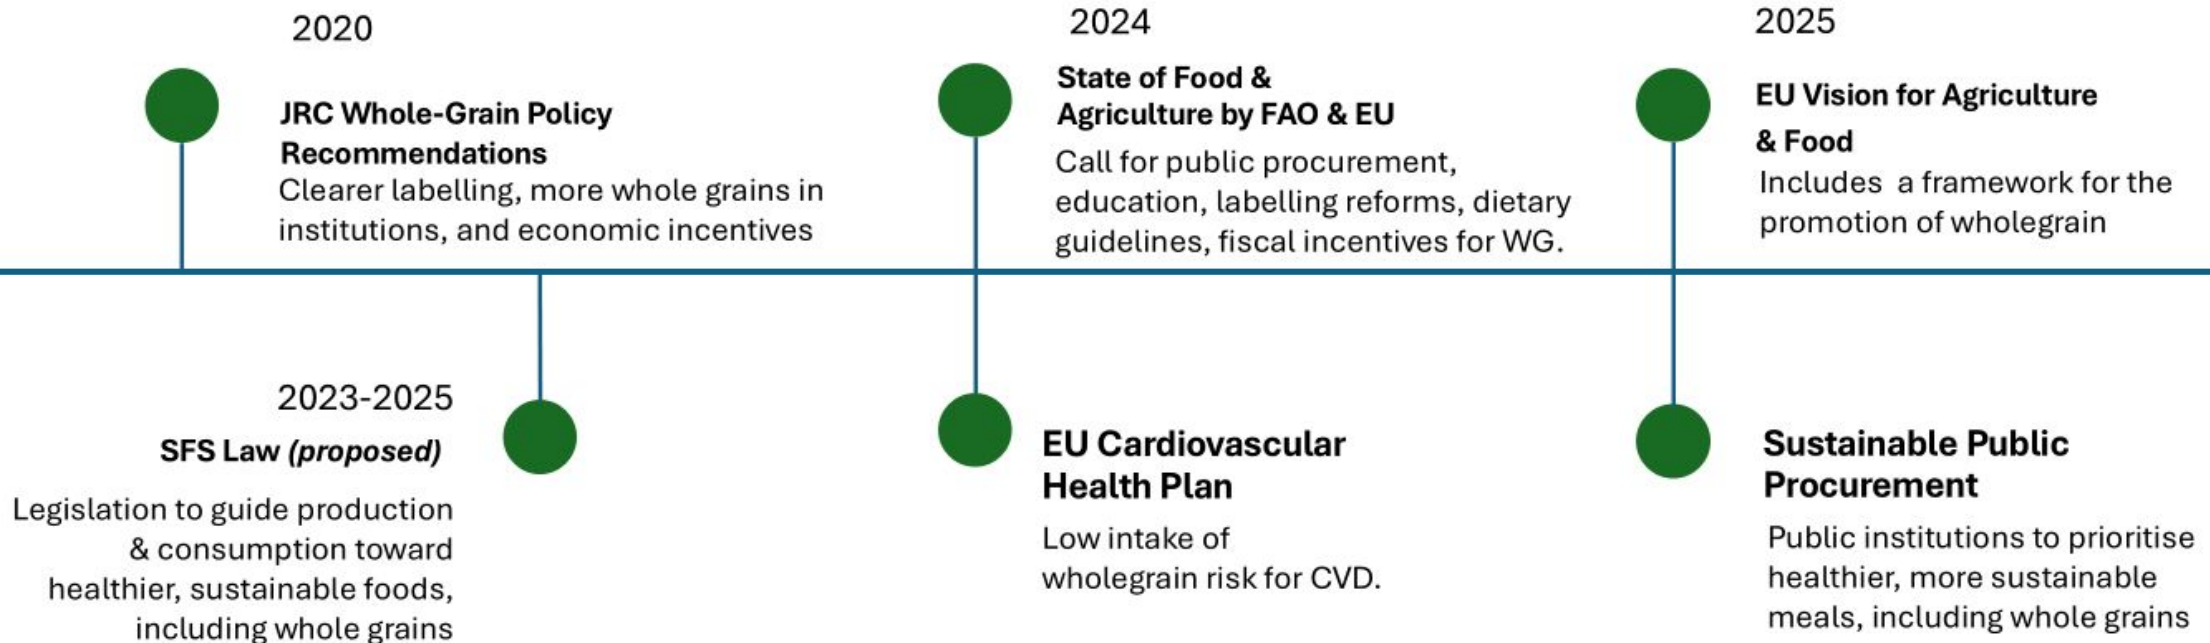 2020
JRC Whole-Grain Policy
Recommendations
Clearer labelling, more whole grains in
institutions, and economic incentives
2024
State of Food &
Agriculture by FAO & EU
Call for public procurement,
education, labelling reforms, dietary
guidelines, fiscal incentives for WG.
2025
EU Vision for Agriculture
& Food
Includes a framework for the
promotion of wholegrain
2023-2025
SFS Law (proposed)
Legislation to guide production
& consumption toward
healthier, sustainable foods,
including whole grains
EU Cardiovascular
Health Plan
Low intake of
wholegrain risk for CVD.
Sustainable Public
Procurement
Public institutions to prioritise
healthier, more sustainable
meals, including whole grains